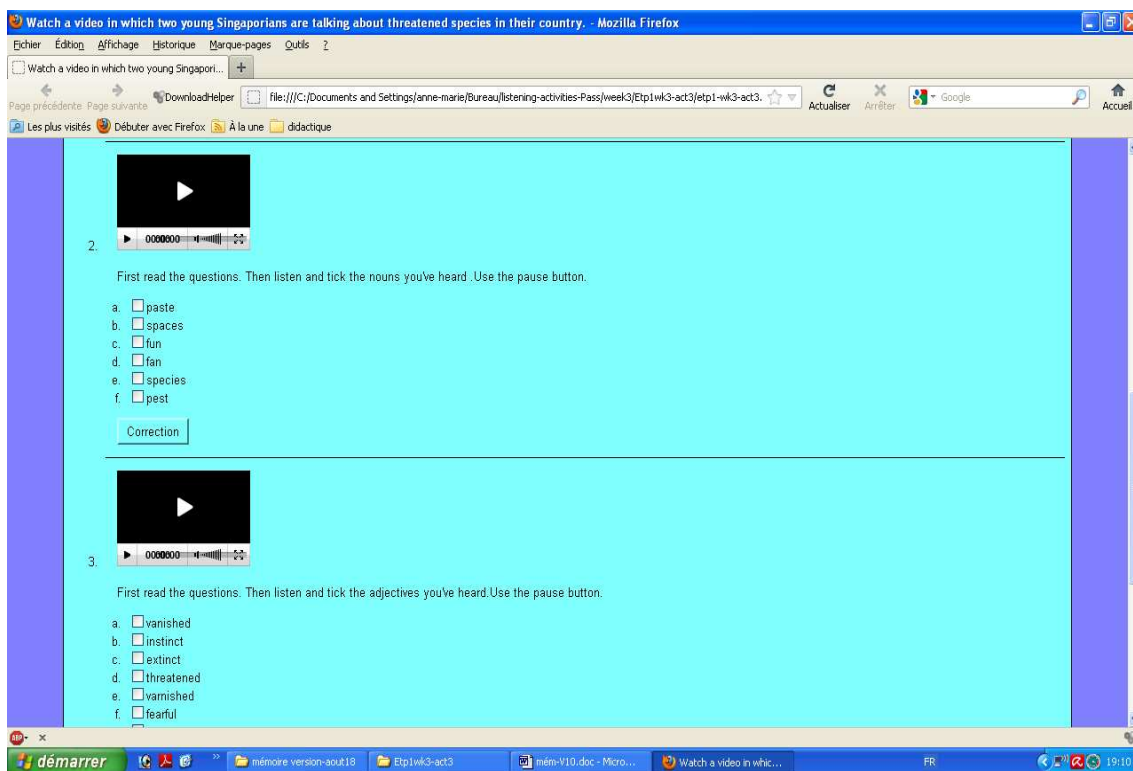 Watch a video in which two young Singaporians are talking about threatened species in their country. - Mozilla Firefox
Fichier Édition Affichage Historique Marque-pages Outils ?
Watch a video in which two young Singapori... +
Page précédente Page suivante DownloadHelper file:///C:/Documents and Settings/anne-marie/Bureau/listening-activities-Pass/week3/Etp1wk3-act3/etp1-wk3-act3. Actualiser Arrêter Google Accueil
Les plus visités Débuter avec Firefox À la une didactique
2.
First read the questions. Then listen and tick the nouns you've heard .Use the pause button.
a. paste
b. spaces
c. fun
d. fan
e. species
f. pest
Correction
3.
First read the questions. Then listen and tick the adjectives you've heard.Use the pause button.
a. vanished
b. instinct
c. extinct
d. threatened
e. varnished
f. fearful
ABP x
démarrer » mémoire version-aout18 Etp1wk3-act3 mém-V10.doc - Micro... Watch a video in whic... FR 19:10